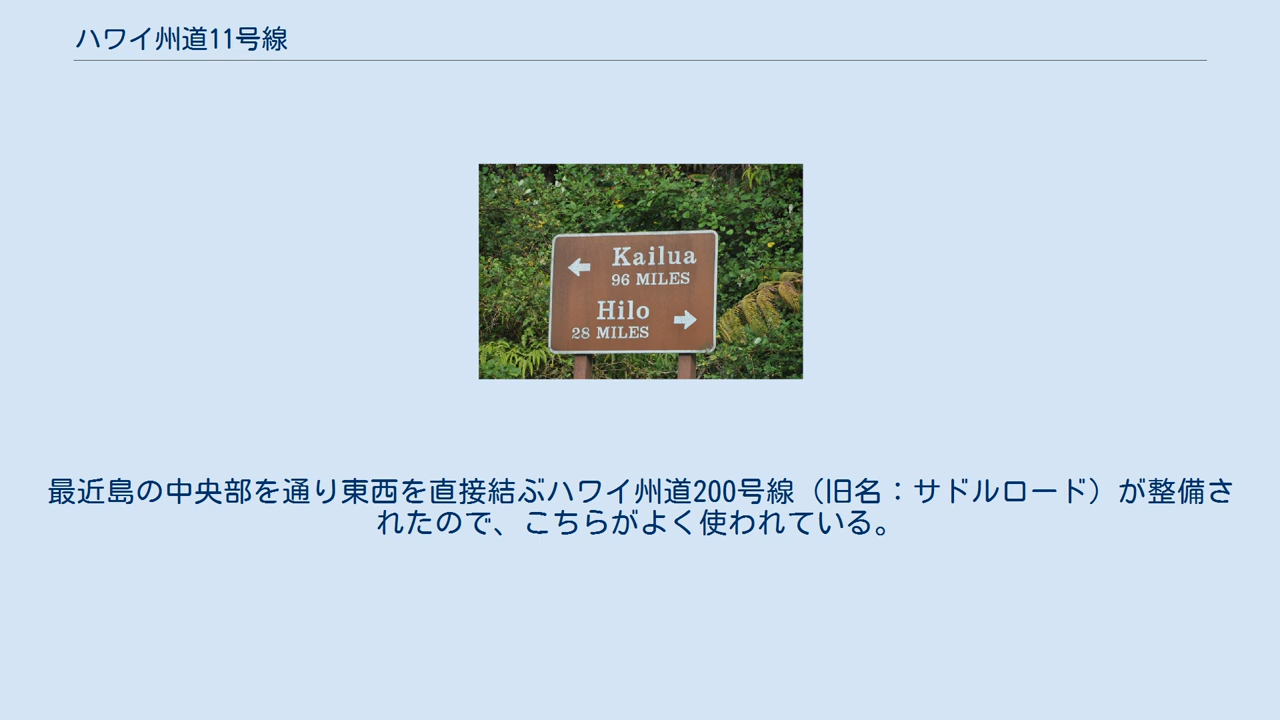 ハワイ州道11号線
Kailua
96 MILES
Hilo
28 MILES
最近島の中央部を通り東西を直接結ぶハワイ州道200号線（旧名：サドルロード）が整備さ
れたので、こちらがよく使われている。